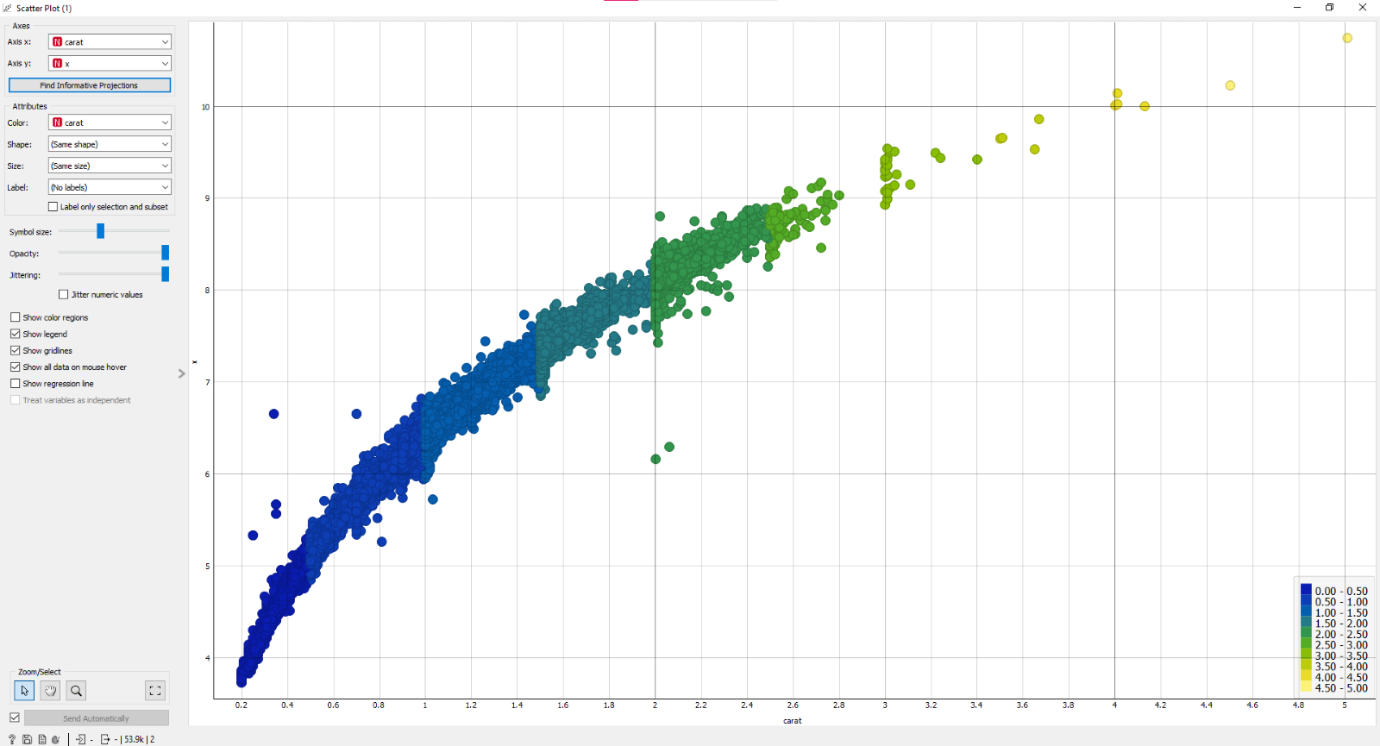 Scatter Plot (1)
Axes
Axis x: N carat
Axis y: N x
Find Informative Projections
Attributes
Color: N carat
Shape: (Same shape)
Size: (Same size)
Label: (No labels)
Label only selection and subset
Symbol size:
Opacity:
Jittering:
Jitter numeric values
Show color regions
Show legend
Show gridlines
Show all data on mouse hover
Show regression line
Treat variables as independent
Zoom/Select
Send Automatically
? - - | 53.9k | 2
x
10
9
8
7
6
5
4
0.2 0.4 0.6 0.8 1 1.2 1.4 1.6 1.8 2 2.2 2.4 2.6 2.8 3 3.2 3.4 3.6 3.8 4 4.2 4.4 4.6 4.8 5
carat
0.00 - 0.50
0.50 - 1.00
1.00 - 1.50
1.50 - 2.00
2.00 - 2.50
2.50 - 3.00
3.00 - 3.50
3.50 - 4.00
4.00 - 4.50
4.50 - 5.00